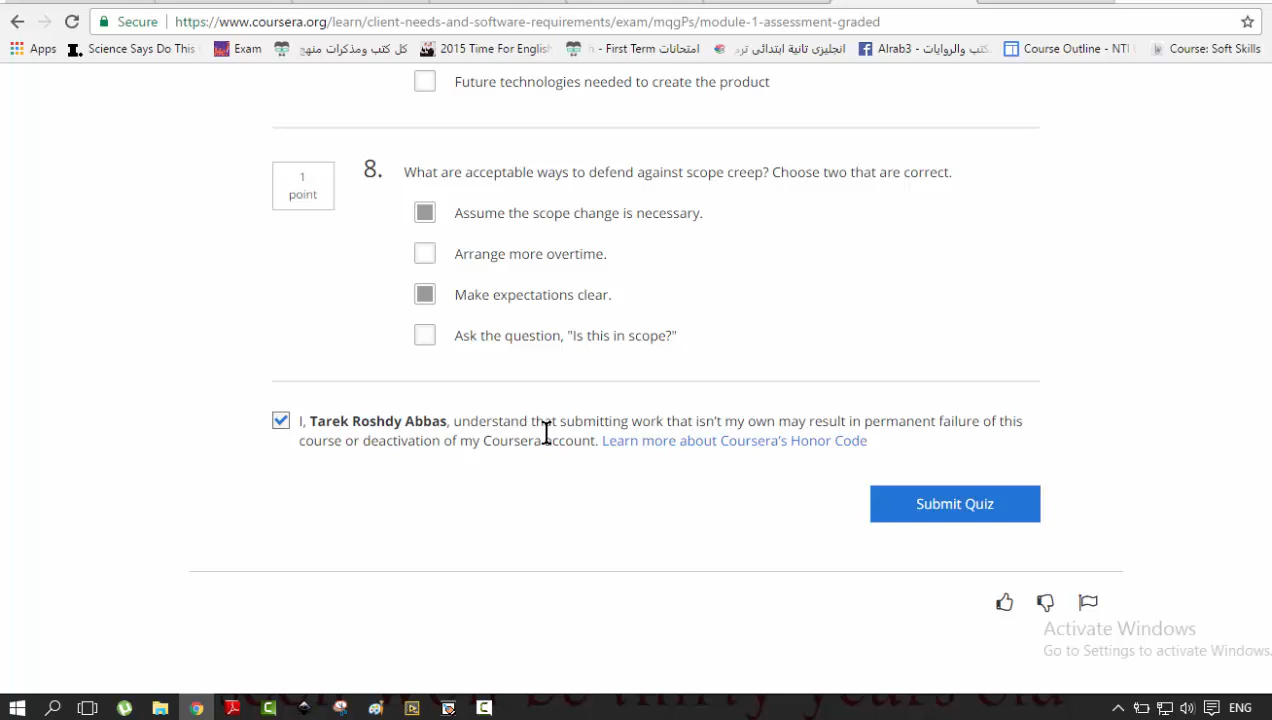 Secure https://www.coursera.org/learn/client-needs-and-software-requirements/exam/mqgPs/module-1-assessment-graded
Apps Science Says Do This Exam كل كتب ومذكرات منهج 2015 Time For English امتحانات First Term - n انجليزى ثانية ابتدائى ترم Alrab3 - كتب والروايات Course Outline - NTI Course: Soft Skills
Future technologies needed to create the product
1 point
8. What are acceptable ways to defend against scope creep? Choose two that are correct.
Assume the scope change is necessary.
Arrange more overtime.
Make expectations clear.
Ask the question, "Is this in scope?"
I, Tarek Roshdy Abbas, understand that submitting work that isn't my own may result in permanent failure of this
course or deactivation of my Coursera account. Learn more about Coursera's Honor Code
Submit Quiz
Activate Windows
Go to Settings to activate Windows.
ENG